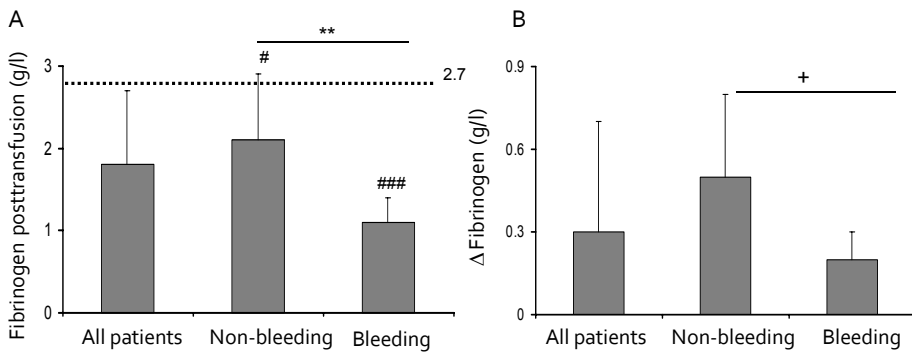 A
**
#
###
2.7
Fibrinogen posttransfusion (g/l)
3
2
1
0
All patients
Non-bleeding
Bleeding
B
+
Δ Fibrinogen (g/l)
0.9
0.6
0.3
0
All patients
Non-bleeding
Bleeding